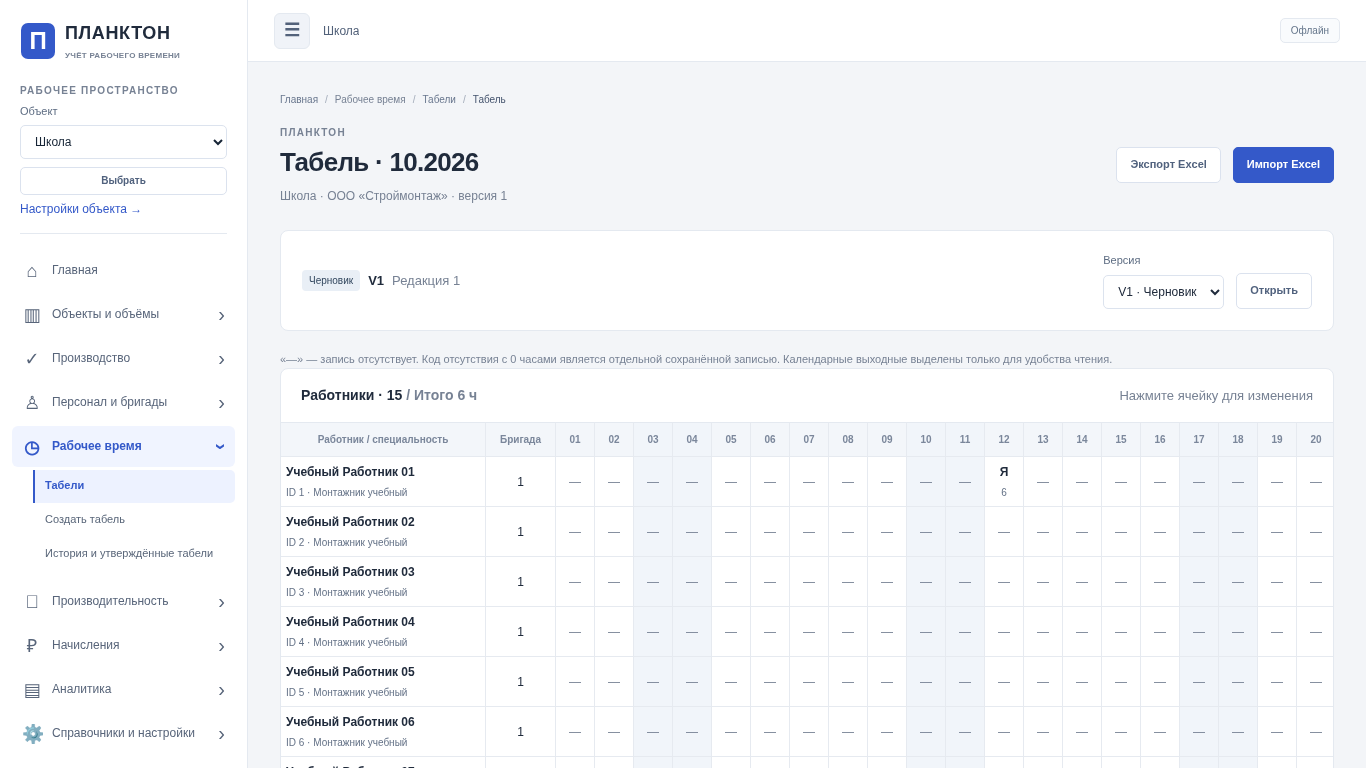 П ПЛАНКТОН
УЧЁТ РАБОЧЕГО ВРЕМЕНИ
РАБОЧЕЕ ПРОСТРАНСТВО
Объект
Школа
Выбрать
Настройки объекта →
Главная
Объекты и объёмы
Производство
Персонал и бригады
Рабочее время
Табели
Создать табель
История и утверждённые табели
Производительность
₽ Начисления
Аналитика
Справочники и настройки
☰ Школа
Офлайн
Главная / Рабочее время / Табели / Табель
ПЛАНКТОН
Табель · 10.2026
Экспорт Excel
Импорт Excel
Школа · ООО «Строймонтаж» · версия 1
Черновик V1 Редакция 1
Версия
V1 · Черновик
Открыть
«—» — запись отсутствует. Код отсутствия с 0 часами является отдельной сохранённой записью. Календарные выходные выделены только для удобства чтения.
Работники · 15 / Итого 6 ч
Нажмите ячейку для изменения
Работник / специальность Бригада 01 02 03 04 05 06 07 08 09 10 11 12 13 14 15 16 17 18 19 20
Учебный Работник 01
ID 1 · Монтажник учебный
1 — — — — — — — — — — — Я — — — — — — — —
6
Учебный Работник 02
ID 2 · Монтажник учебный
1 — — — — — — — — — — — — — — — — — — — —
Учебный Работник 03
ID 3 · Монтажник учебный
1 — — — — — — — — — — — — — — — — — — — —
Учебный Работник 04
ID 4 · Монтажник учебный
1 — — — — — — — — — — — — — — — — — — — —
Учебный Работник 05
ID 5 · Монтажник учебный
1 — — — — — — — — — — — — — — — — — — — —
Учебный Работник 06
ID 6 · Монтажник учебный
1 — — — — — — — — — — — — — — — — — — — —